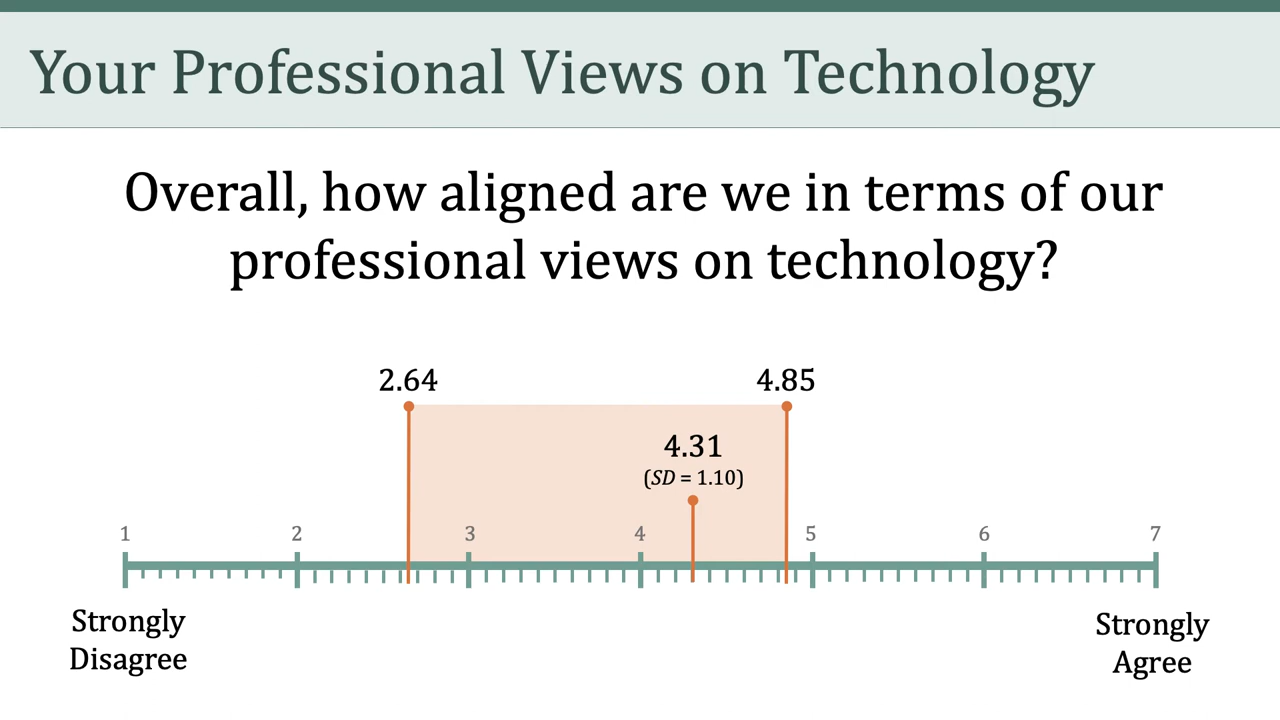 Your Professional Views on Technology
Overall, how aligned are we in terms of our
professional views on technology?
2.64
4.85
4.31
(SD = 1.10)
1
2
3
4
5
6
7
Strongly
Disagree
Strongly
Agree